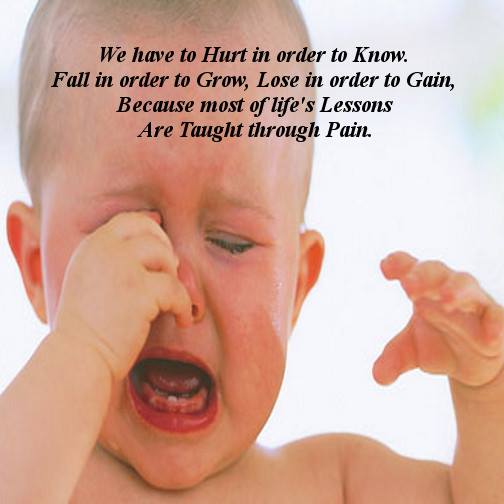 We have to Hurt in order to Know.
Fall in order to Grow, Lose in order to Gain,
Because most of life's Lessons
Are Taught through Pain.